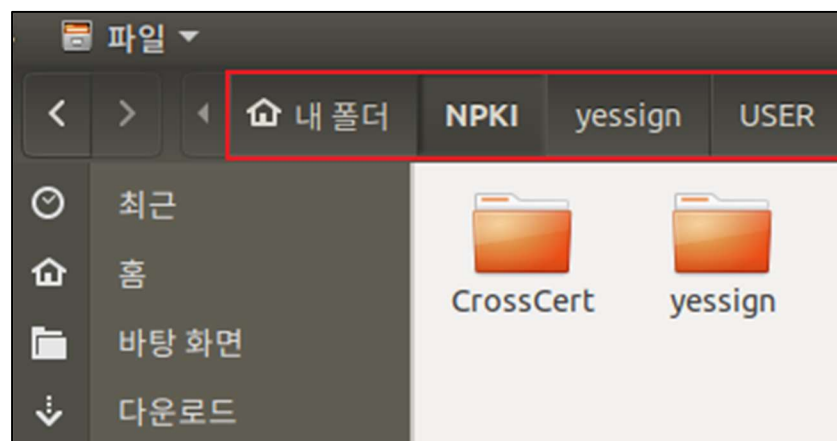 파일
내 폴더 NPKI yessign USER
최근
홈
바탕 화면
다운로드
CrossCert yessign